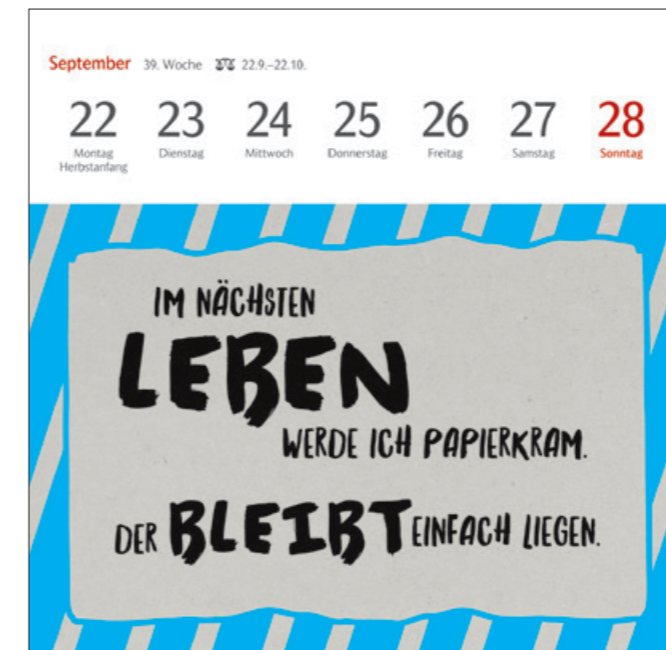 September 39. Woche ♎ 22.9.–22.10.
22 23 24 25 26 27 28
Montag Dienstag Mittwoch Donnerstag Freitag Samstag Sonntag
Herbstanfang
IM NÄCHSTEN
LEBEN
WERDE ICH PAPIERKRAM.
DER BLEIBT EINFACH LIEGEN.